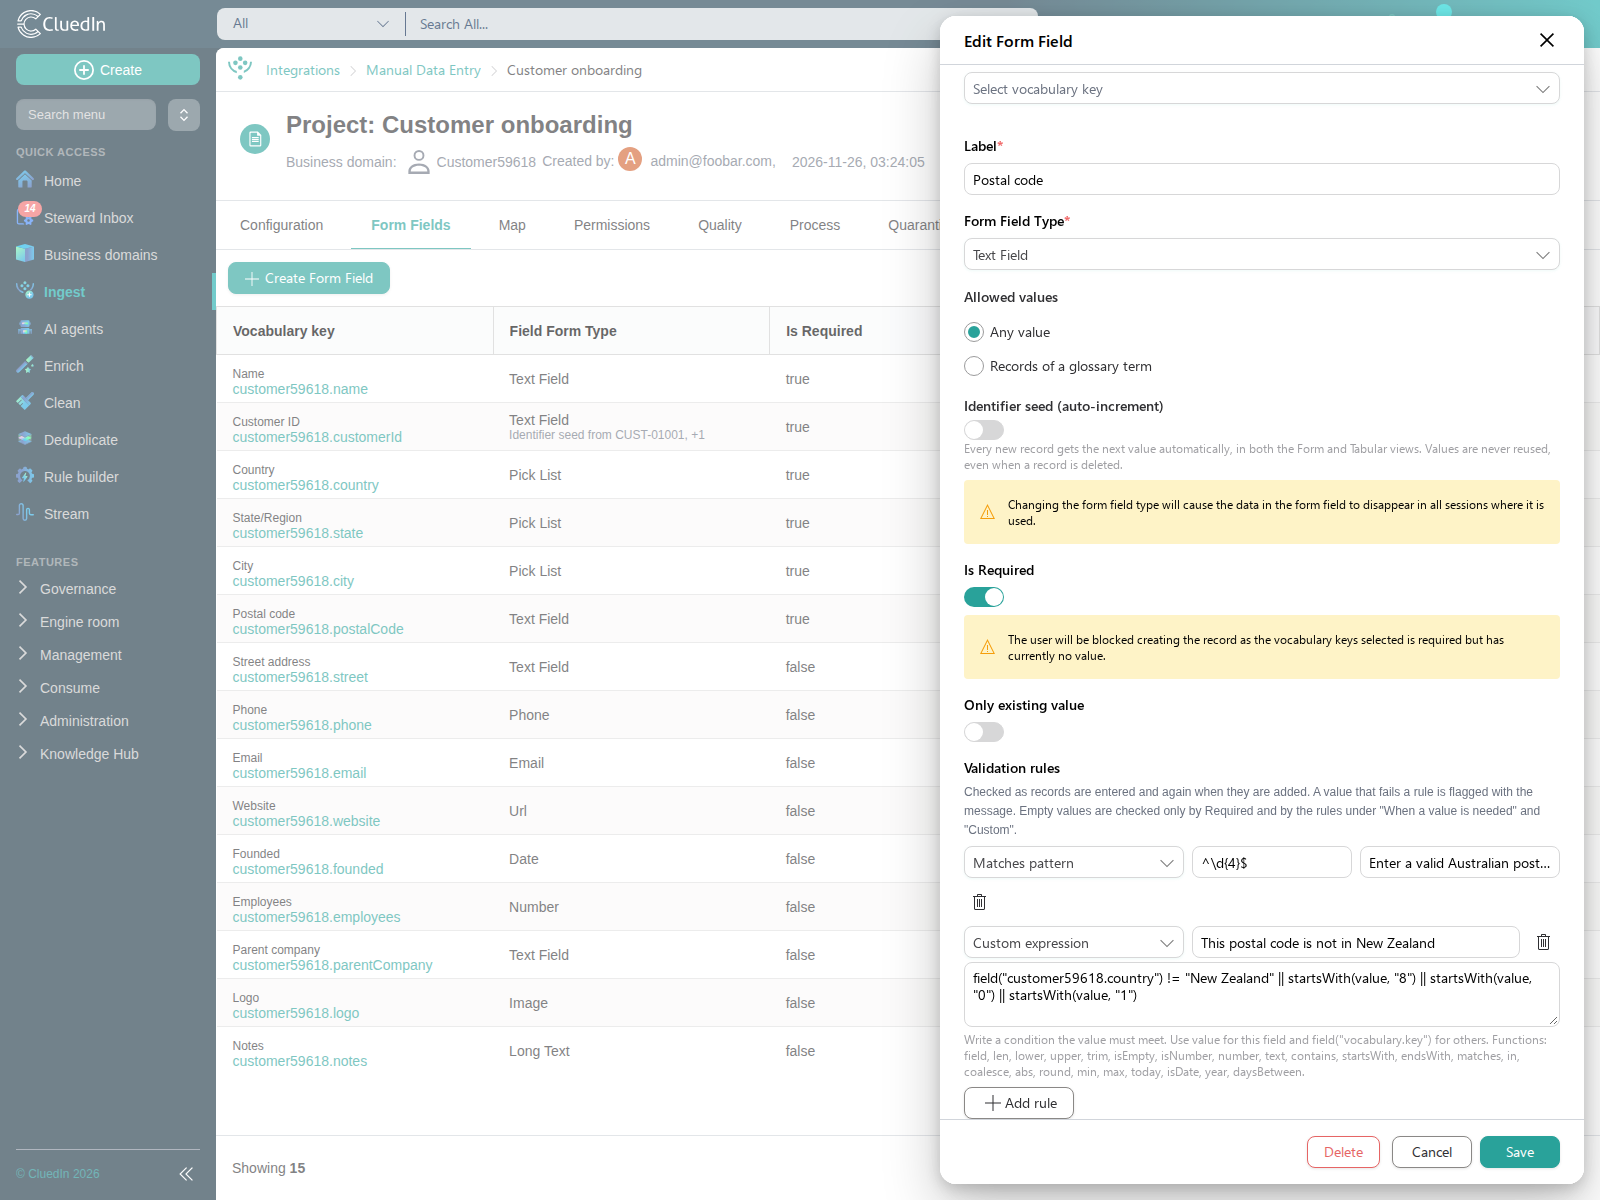 CluedIn
All
Search All...
Create
Search menu
QUICK ACCESS
Home
14
Steward Inbox
Business domains
Ingest
AI agents
Enrich
Clean
Deduplicate
Rule builder
Stream
FEATURES
Governance
Engine room
Management
Consume
Administration
Knowledge Hub
© CluedIn 2026
Integrations
Manual Data Entry
Customer onboarding
Project: Customer onboarding
Business domain:
Customer59618
Created by:
A
admin@foobar.com,
2026-11-26, 03:24:05
Configuration
Form Fields
Map
Permissions
Quality
Process
Quarant
Create Form Field
Vocabulary key
Field Form Type
Is Required
Name
customer59618.name
Text Field
true
Customer ID
customer59618.customerId
Text Field
Identifier seed from CUST-01001, +1
true
Country
customer59618.country
Pick List
true
State/Region
customer59618.state
Pick List
true
City
customer59618.city
Pick List
true
Postal code
customer59618.postalCode
Text Field
true
Street address
customer59618.street
Text Field
false
Phone
customer59618.phone
Phone
false
Email
customer59618.email
Email
false
Website
customer59618.website
Url
false
Founded
customer59618.founded
Date
false
Employees
customer59618.employees
Number
false
Parent company
customer59618.parentCompany
Text Field
false
Logo
customer59618.logo
Image
false
Notes
customer59618.notes
Long Text
false
Showing 15
Edit Form Field
Select vocabulary key
Label*
Postal code
Form Field Type*
Text Field
Allowed values
Any value
Records of a glossary term
Identifier seed (auto-increment)
Every new record gets the next value automatically, in both the Form and Tabular views. Values are never reused,
even when a record is deleted.
Changing the form field type will cause the data in the form field to disappear in all sessions where it is
used.
Is Required
The user will be blocked creating the record as the vocabulary keys selected is required but has
currently no value.
Only existing value
Validation rules
Checked as records are entered and again when they are added. A value that fails a rule is flagged with the
message. Empty values are checked only by Required and by the rules under "When a value is needed" and
"Custom".
Matches pattern
^\d{4}$
Enter a valid Australian post...
Custom expression
This postal code is not in New Zealand
field("customer59618.country") != "New Zealand" || startsWith(value, "8") || startsWith(value,
"0") || startsWith(value, "1")
Write a condition the value must meet. Use value for this field and field("vocabulary.key") for others. Functions:
field, len, lower, upper, trim, isEmpty, isNumber, number, text, contains, startsWith, endsWith, matches, in,
coalesce, abs, round, min, max, today, isDate, year, daysBetween.
Add rule
Delete
Cancel
Save